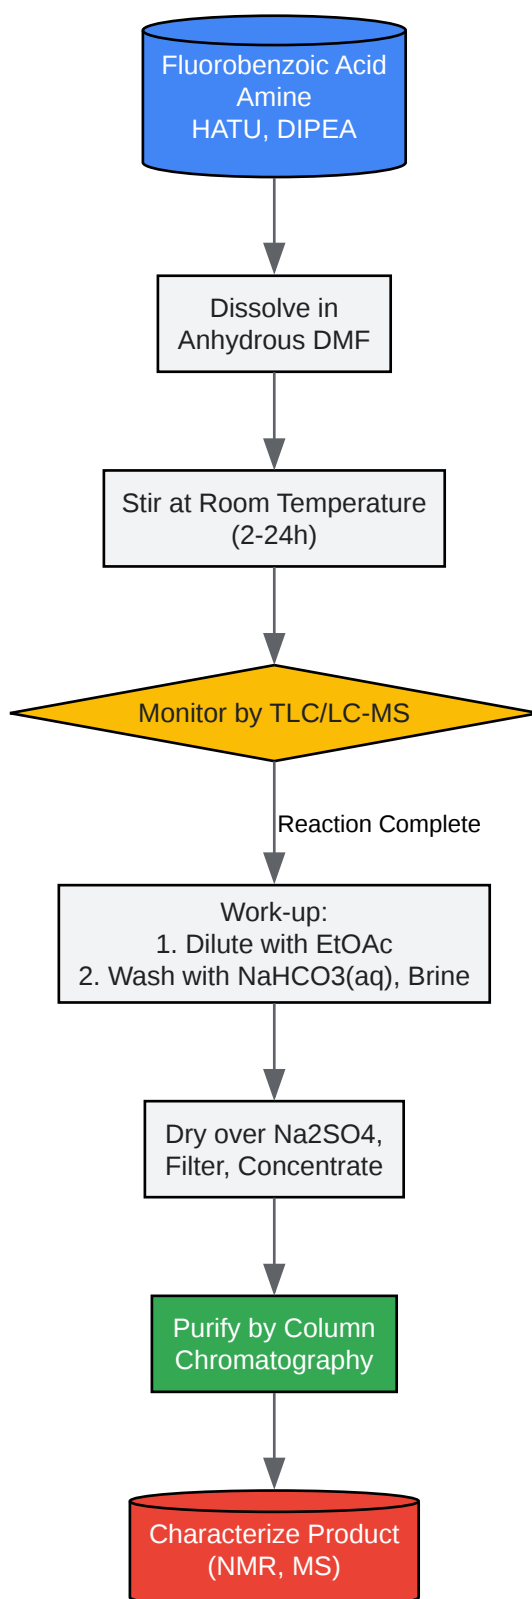 Fluorobenzoic Acid
Amine
HATU, DIPEA
Dissolve in
Anhydrous DMF
Stir at Room Temperature
(2-24h)
Monitor by TLC/LC-MS
Reaction Complete
Work-up:
1. Dilute with EtOAc
2. Wash with NaHCO3(aq), Brine
Dry over Na2SO4,
Filter, Concentrate
Purify by Column
Chromatography
Characterize Product
(NMR, MS)